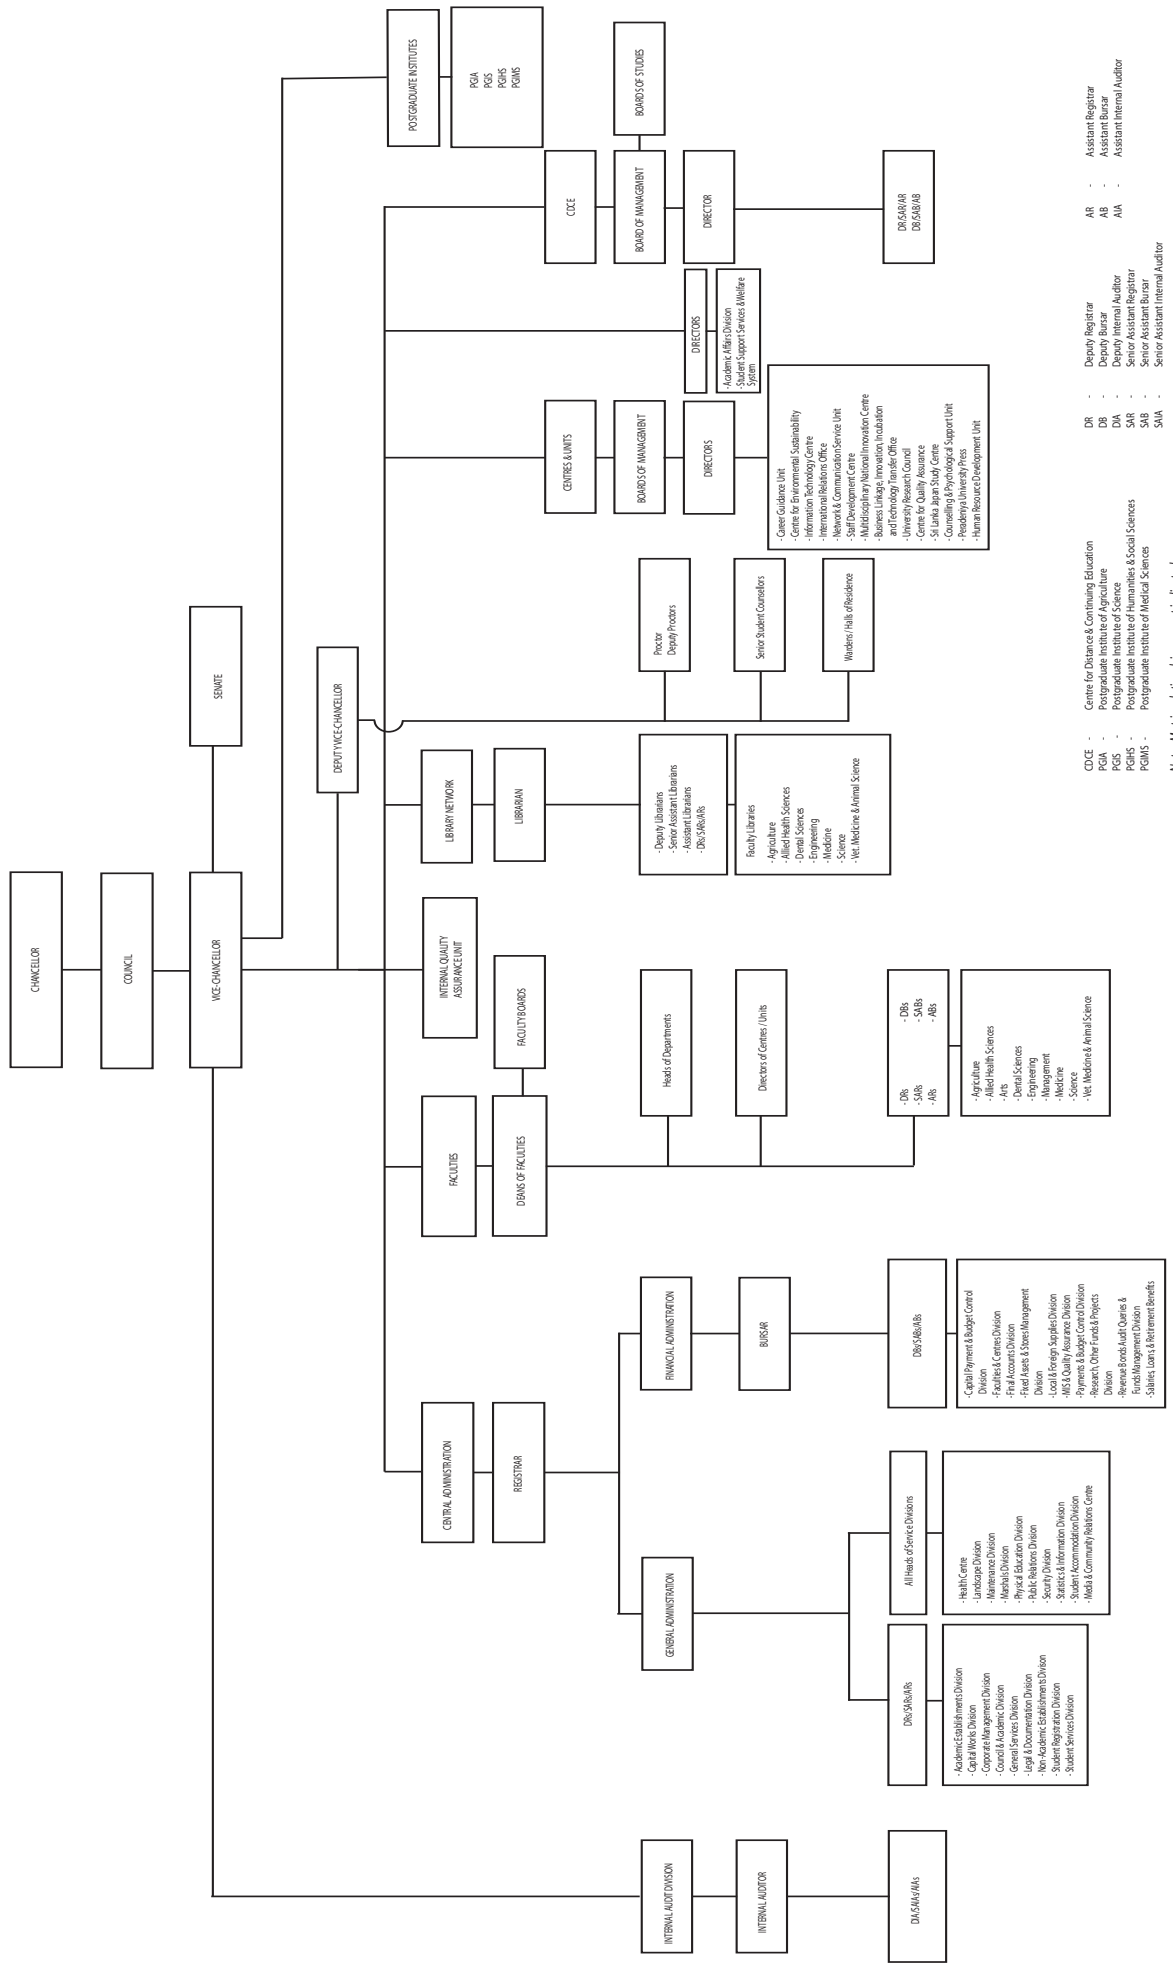 CHANCELLOR
COUNCIL
VICE-CHANCELLOR
SENATE
DEPUTY VICE-CHANCELLOR
POSTGRADUATE INSTITUTES
PGIA
PGIS
PGIHS
PGIMS
INTERNAL AUDIT DIVISION
INTERNAL AUDITOR
DIA/SAIAs/AIAs
CENTRAL ADMINISTRATION
REGISTRAR
GENERAL ADMINISTRATION
DRs/SARs/ARs
- Academic Establishments Division
- Capital Works Division
- Corporate Management Division
- Council & Academic Division
- General Services Division
- Legal & Documentation Division
- Non-Academic Establishments Divison
- Student Registration Division
- Student Services Division
All Heads of Service Divisions
- Health Centre
- Landscape Division
- Maintenance Division
- Marshals Division
- Physical Education Division
- Public Relations Division
- Security Division
- Statistics & Information Division
- Student Accommodation Division
- Media & Community Relations Centre
FINANCIAL ADMINISTRATION
BURSAR
DBs/SABs/ABs
- Capital Payment & Budget Control
Division
- Faculties & Centres Division
- Final Accounts Division
- Fixed Assets & Stores Management
Division
- Local & Foreign Supplies Division
- MIS & Quality Assurance Division
- Payments & Budget Control Division
- Research, Other Funds & Projects
Division
- Revenue Bonds Audit Queries &
Funds Management Division
- Salaries, Loans, & Retirement Benefits
FACULTIES
DEANS OF FACULTIES
FACULTY BOARDS
Heads of Departments
Directors of Centres / Units
- DRs - DBs
- SARs - SABs
- ARs - ABs
- Agriculture
- Allied Health Sciences
- Arts
- Dental Sciences
- Engineering
- Management
- Medicine
- Science
- Vet. Medicine & Animal Science
INTERNAL QUALITY
ASSURANCE UNIT
LIBRARY NETWORK
LIBRARIAN
- Deputy Librarians
- Senior Assistant Librarians
- Assistant Librarians
- DRs/SARs/ARs
Faculty Libraries
- Agriculture
- Allied Health Sciences
- Dental Sciences
- Engineering
- Medicine
- Science
- Vet. Medicine & Animal Science
Proctor
Deputy Proctors
Senior Student Counsellors
Wardens / Halls of Residence
CENTRES & UNITS
BOARDS OF MANAGEMENT
DIRECTORS
- Career Guidance Unit
- Centre for Environmental Sustainability
- Information Technology Centre
- International Relations Office
- Network & Communication Service Unit
- Staff Development Centre
- Multidisciplinary National Innovation Centre
- Business Linkage, Innovation, Incubation
and Technology Transfer Office
- University Research Council
- Centre for Quality Assurance
- Sri Lanka Japan Study Centre
- Counselling & Psychological Support Unit
- Peradeniya University Press
- Human Resource Development Unit
DIRECTORS
- Academic Affairs Division
- Student Support Services & Welfare
System
CDCE
BOARD OF MANAGEMENT
BOARDS OF STUDIES
DIRECTOR
DR/SAR/AR
DB/SAB/AB
CDCE - Centre for Distance & Continuing Education
PGIA - Postgraduate Institute of Agriculture
PGIS - Postgraduate Institute of Science
PGIHS - Postgraduate Institute of Humanities & Social Sciences
PGIMS - Postgraduate Institute of Medical Sciences
DR - Deputy Registrar
DB - Deputy Bursar
DIA - Deputy Internal Auditor
SAR - Senior Assistant Registrar
SAB - Senior Assistant Bursar
SAIA - Senior Assistant Internal Auditor
AR - Assistant Registrar
AB - Assistant Bursar
AIA - Assistant Internal Auditor